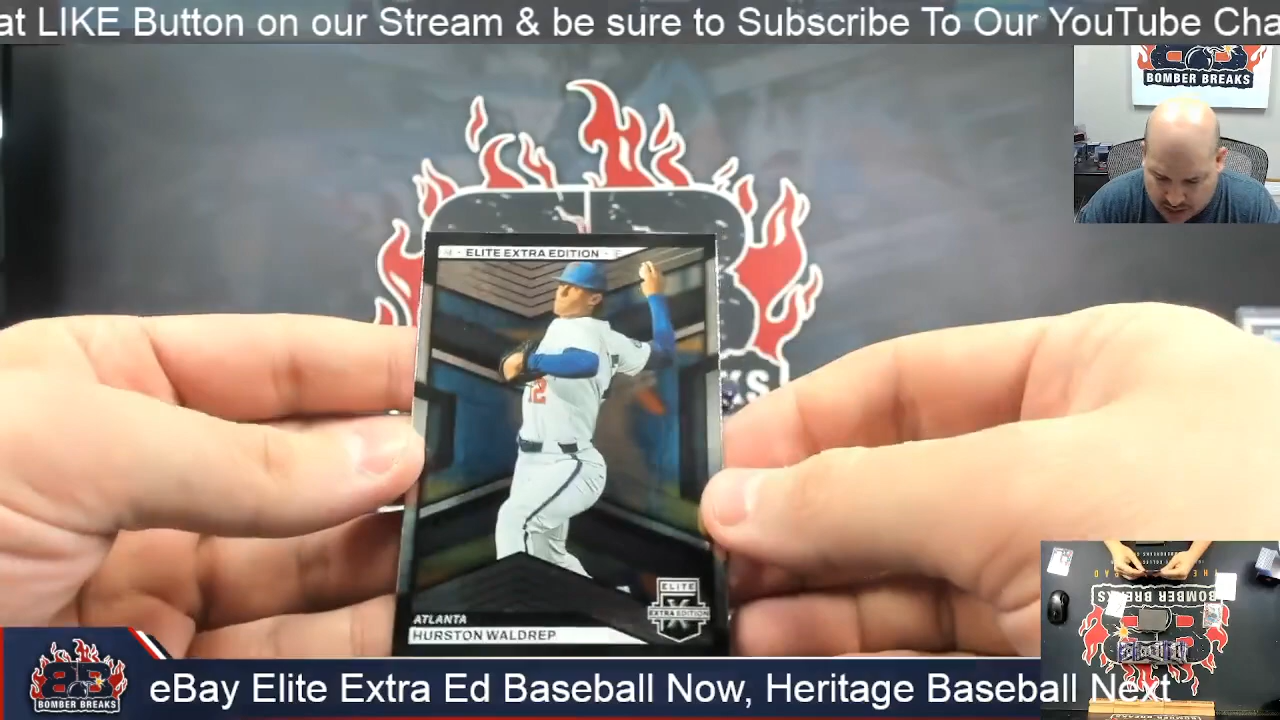 at LIKE Button on our Stream & be sure to Subscribe To Our YouTube Cha
BOMBER BREAKS
ELITE EXTRA EDITION
12
ELITE
EXTRA EDITION
X
ATLANTA
HURSTON WALDREP
KS
BOMBER BREAKS
BOMBER BREAKS
eBay Elite Extra Ed Baseball Now, Heritage Baseball Next